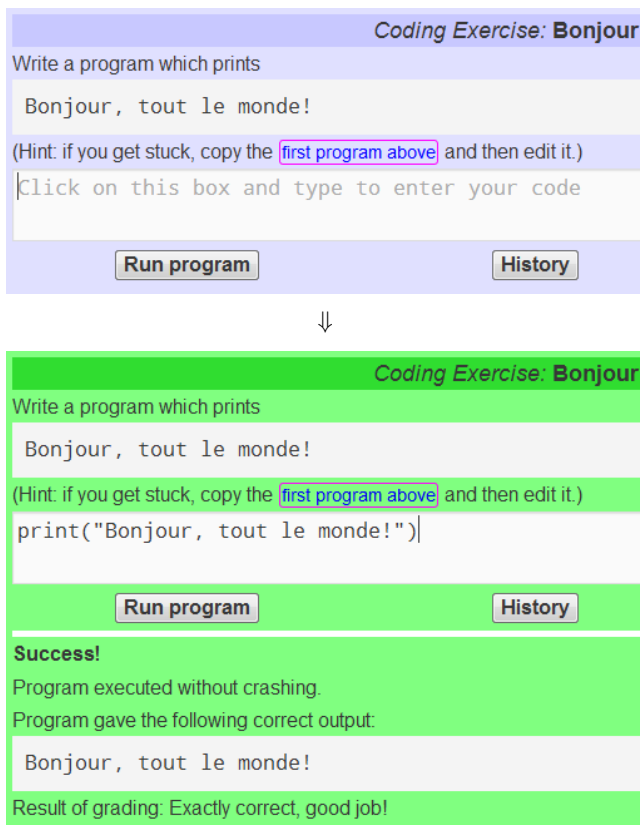 Coding Exercise: Bonjour
Write a program which prints
Bonjour, tout le monde!
(Hint: if you get stuck, copy the first program above and then edit it.)
Click on this box and type to enter your code
Run program History
⇓
Coding Exercise: Bonjour
Write a program which prints
Bonjour, tout le monde!
(Hint: if you get stuck, copy the first program above and then edit it.)
print("Bonjour, tout le monde!")
Run program History
Success!
Program executed without crashing.
Program gave the following correct output:
Bonjour, tout le monde!
Result of grading: Exactly correct, good job!